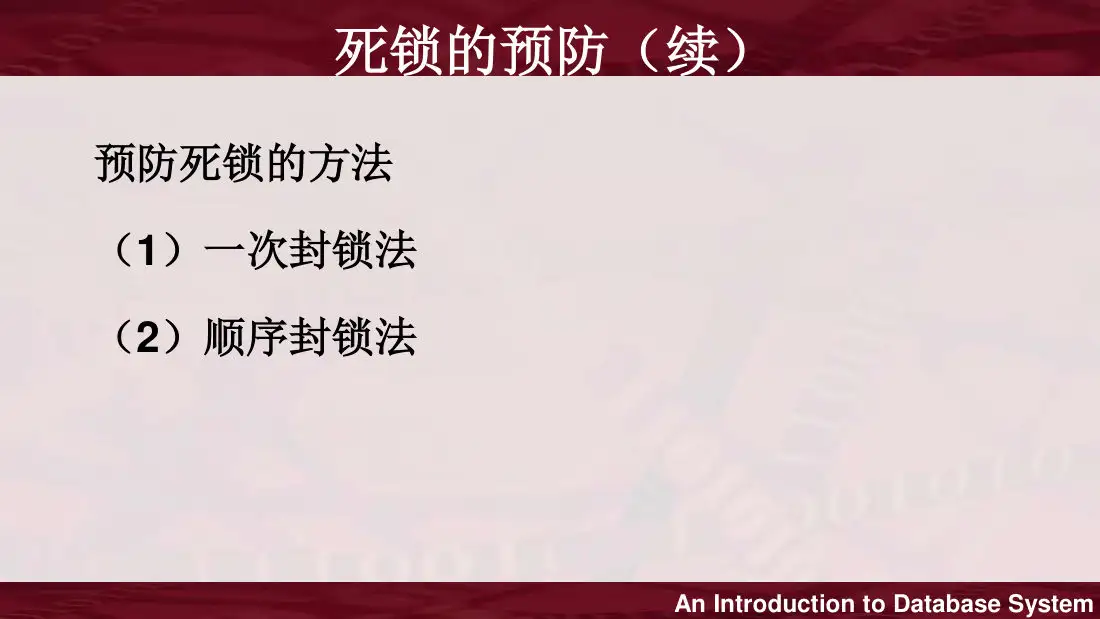 死锁的预防（续）
预防死锁的方法
（1）一次封锁法
（2）顺序封锁法
An Introduction to Database System